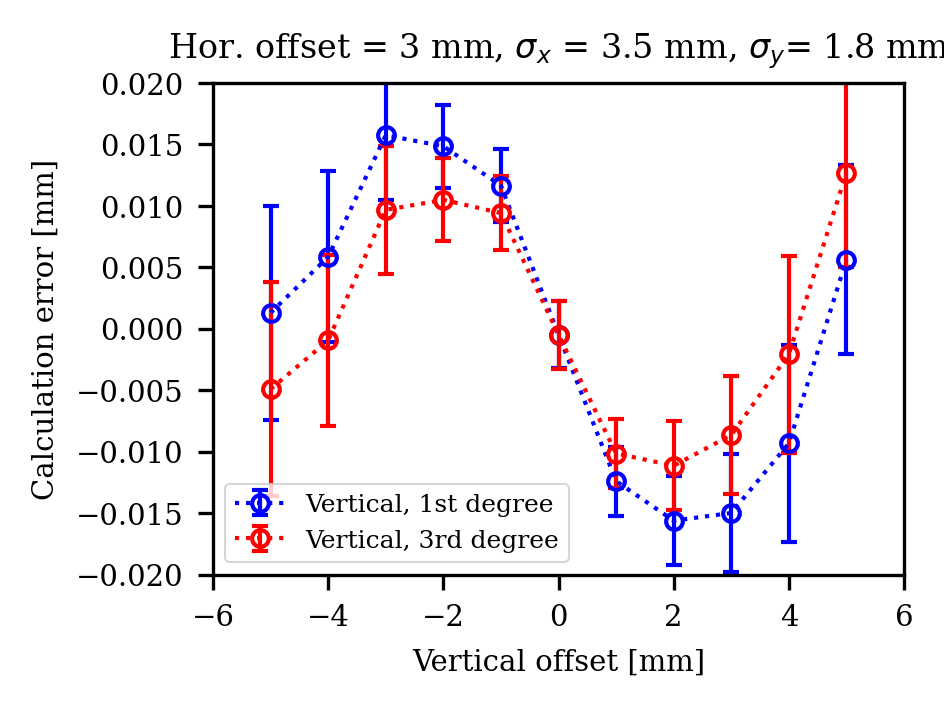 Hor. offset = 3 mm, σx = 3.5 mm, σy= 1.8 mm
0.020
0.015
0.010
0.005
0.000
−0.005
−0.010
−0.015
−0.020
Calculation error [mm]
Vertical, 1st degree
Vertical, 3rd degree
−6 −4 −2 0 2 4 6
Vertical offset [mm]